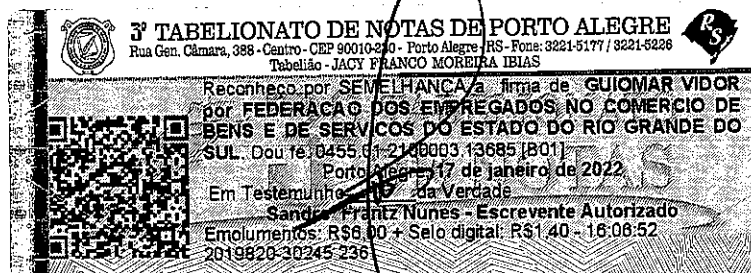 3º TABELIONATO DE NOTAS DE PORTO ALEGRE
Rua Gen. Câmara, 388 - Centro - CEP 90010-230 - Porto Alegre - RS - Fone: 3221-5177 / 3221-5226
Tabelião - JACY FRANCO MOREIRA IBIAS
RS
Reconheço por SEMELHANÇA a firma de GUIOMAR VIDOR
por FEDERACAO DOS EMPREGADOS NO COMERCIO DE
BENS E DE SERVICOS DO ESTADO DO RIO GRANDE DO
SUL. Dou fé. 0455.01.2100003.13685 [B01]
Porto Alegre, 17 de janeiro de 2022
Em Testemunho da Verdade
Sandra Frantz Nunes - Escrevente Autorizado
Emolumentos: R$6,00 + Selo digital: R$1,40 - 16:06:52
2019820-30245 236